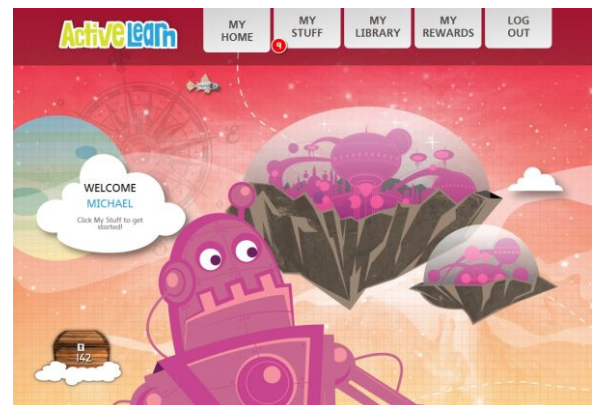 ActiveLearn
MY
HOME
MY
STUFF
9
MY
LIBRARY
MY
REWARDS
LOG
OUT
WELCOME
MICHAEL
Click My Stuff to get
started!
142